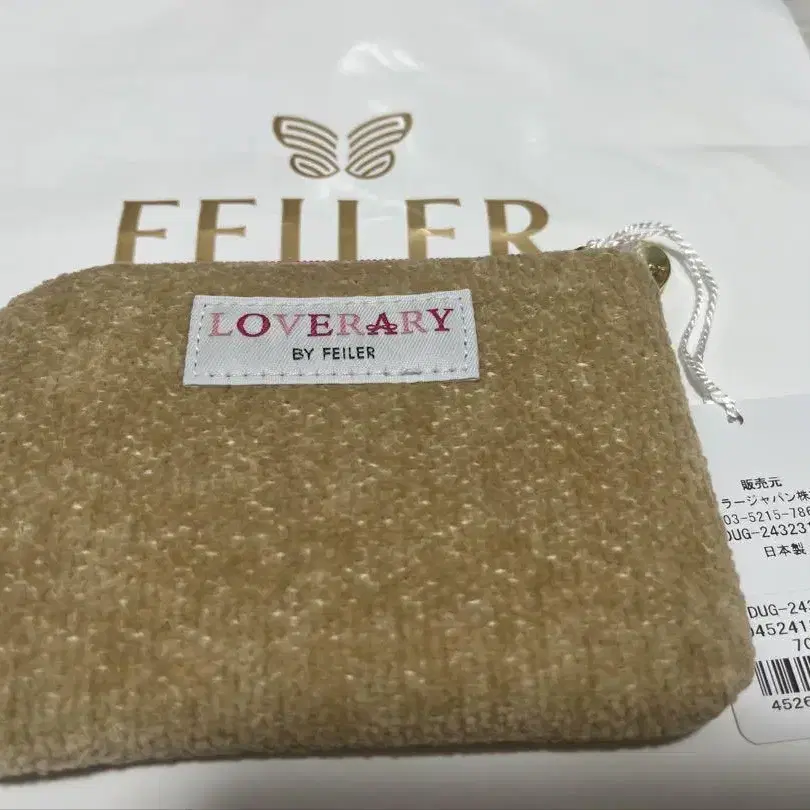 FEILER
LOVERARY
BY FEILER
販売元
ラージャパン株
03-5215-786
DUG-24323
日本製
DUG-243
045241
70
4526